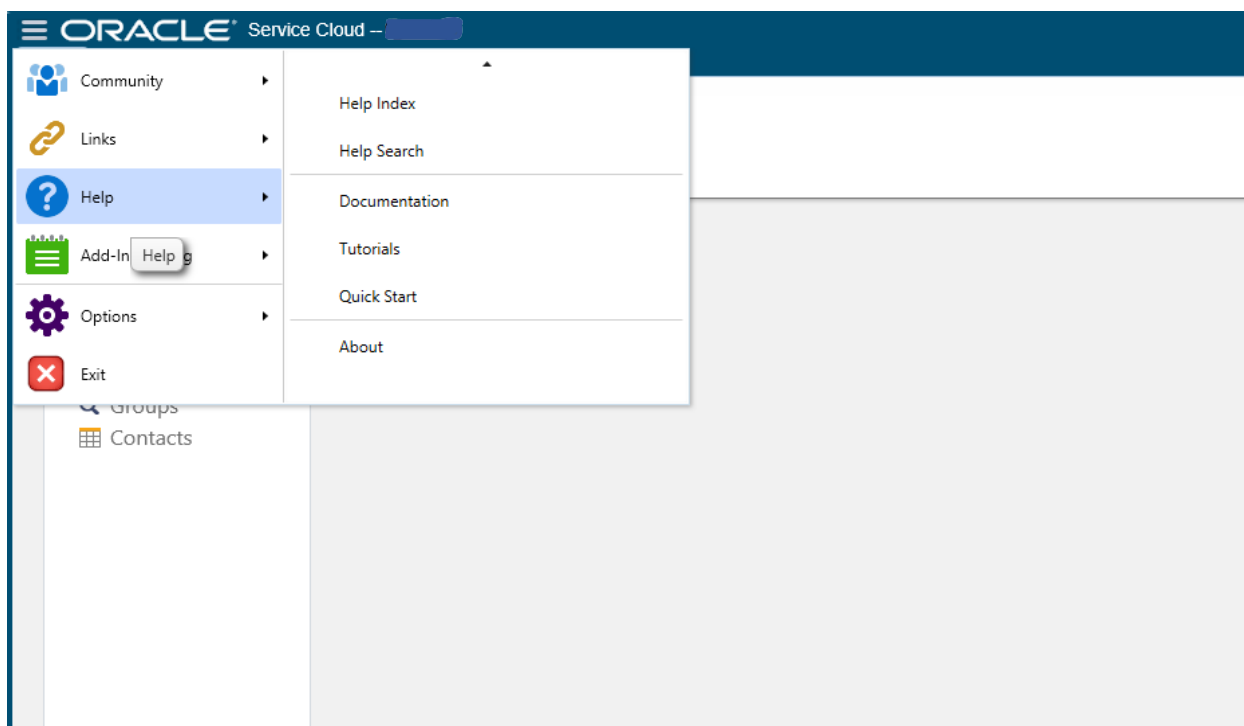 ORACLE® Service Cloud –
Community
Links
Help
Add-In
Help
g
Options
Exit
Help Index
Help Search
Documentation
Tutorials
Quick Start
About
Groups
Contacts